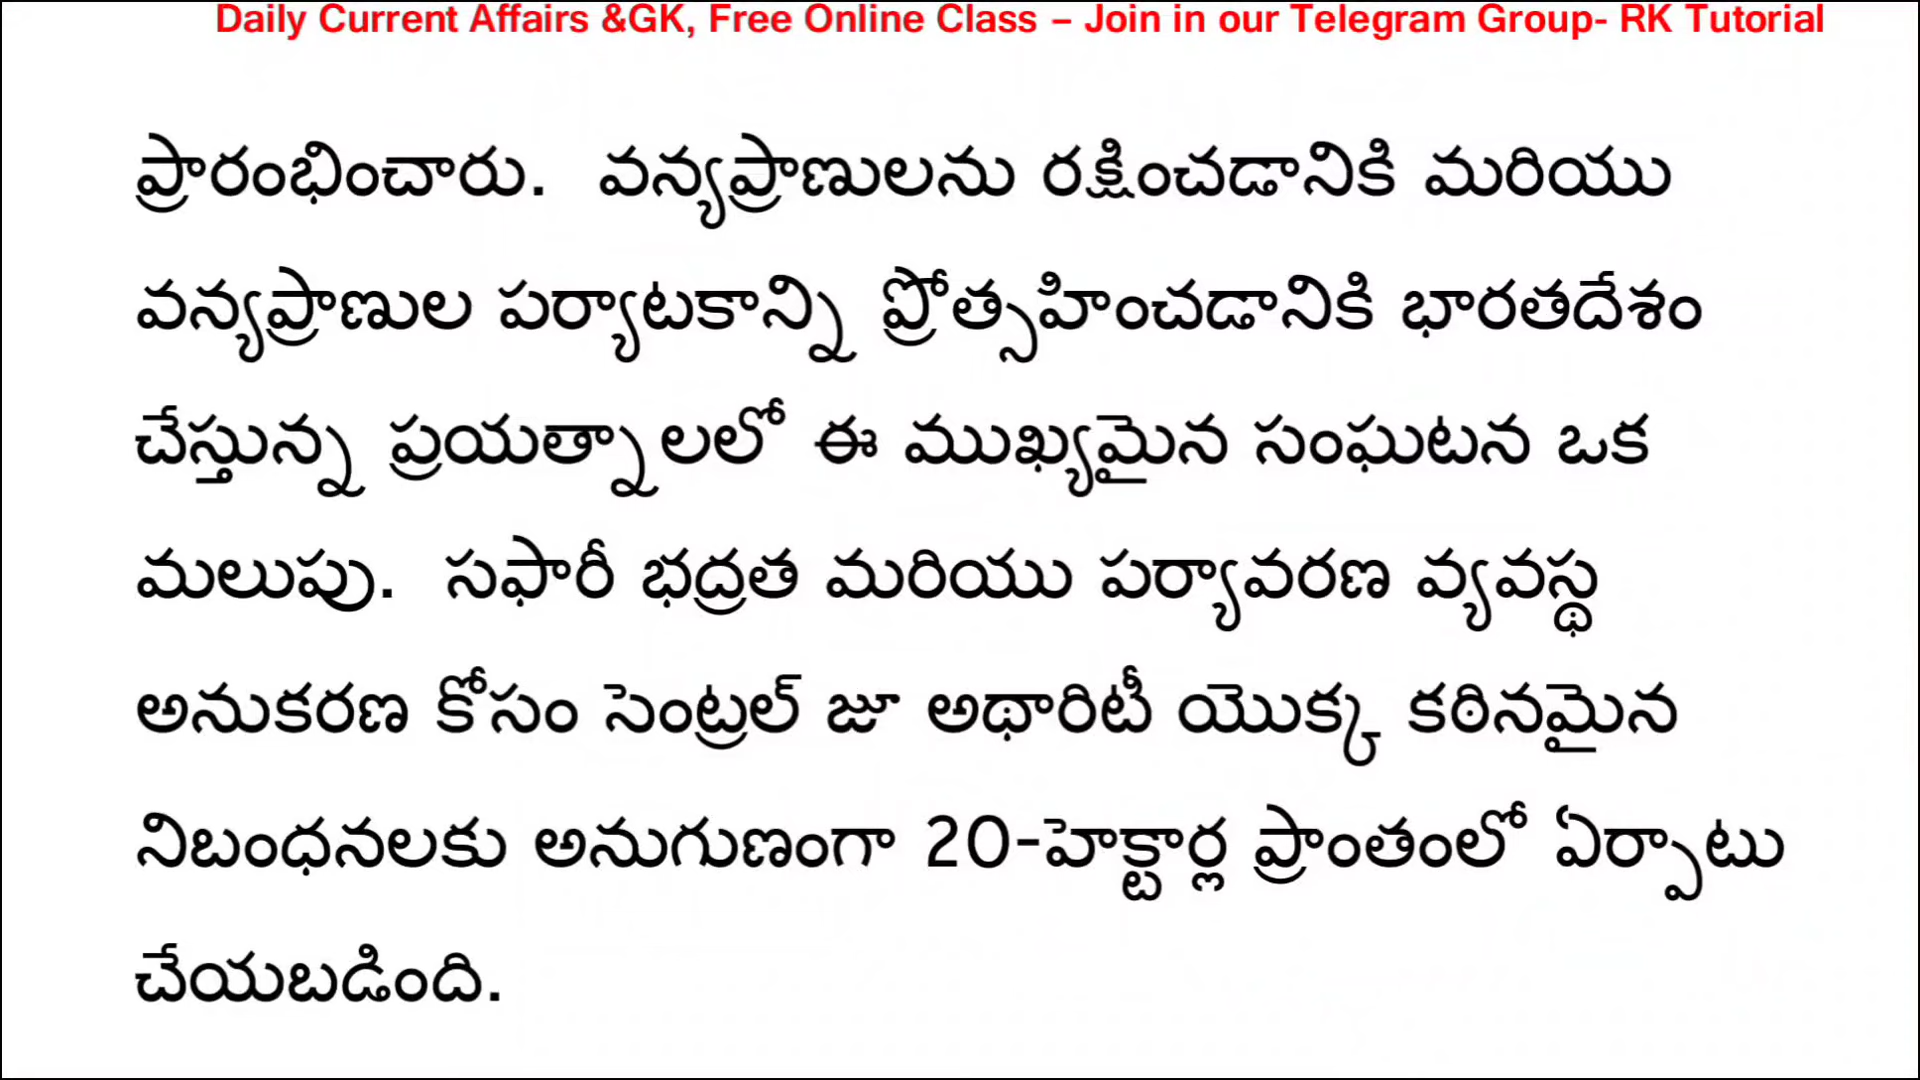 Daily Current Affairs &GK, Free Online Class – Join in our Telegram Group- RK Tutorial
ప్రారంభించారు. వన్యప్రాణులను రక్షించడానికి మరియు
వన్యప్రాణుల పర్యాటకాన్ని ప్రోత్సహించడానికి భారతదేశం
చేస్తున్న ప్రయత్నాలలో ఈ ముఖ్యమైన సంఘటన ఒక
మలుపు. సఫారీ భద్రత మరియు పర్యావరణ వ్యవస్థ
అనుకరణ కోసం సెంట్రల్ జూ అథారిటీ యొక్క కఠినమైన
నిబంధనలకు అనుగుణంగా 20-హెక్టార్ల ప్రాంతంలో ఏర్పాటు
చేయబడింది.